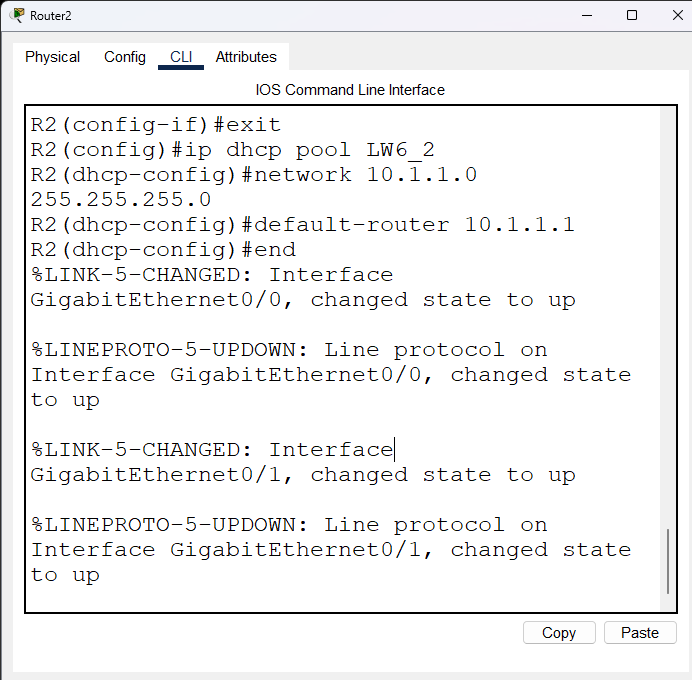 Router2
Physical Config CLI Attributes
IOS Command Line Interface
R2(config-if)#exit
R2(config)#ip dhcp pool LW6_2
R2(dhcp-config)#network 10.1.1.0
255.255.255.0
R2(dhcp-config)#default-router 10.1.1.1
R2(dhcp-config)#end
%LINK-5-CHANGED: Interface
GigabitEthernet0/0, changed state to up
%LINEPROTO-5-UPDOWN: Line protocol on
Interface GigabitEthernet0/0, changed state
to up
%LINK-5-CHANGED: Interface
GigabitEthernet0/1, changed state to up
%LINEPROTO-5-UPDOWN: Line protocol on
Interface GigabitEthernet0/1, changed state
to up
Copy Paste